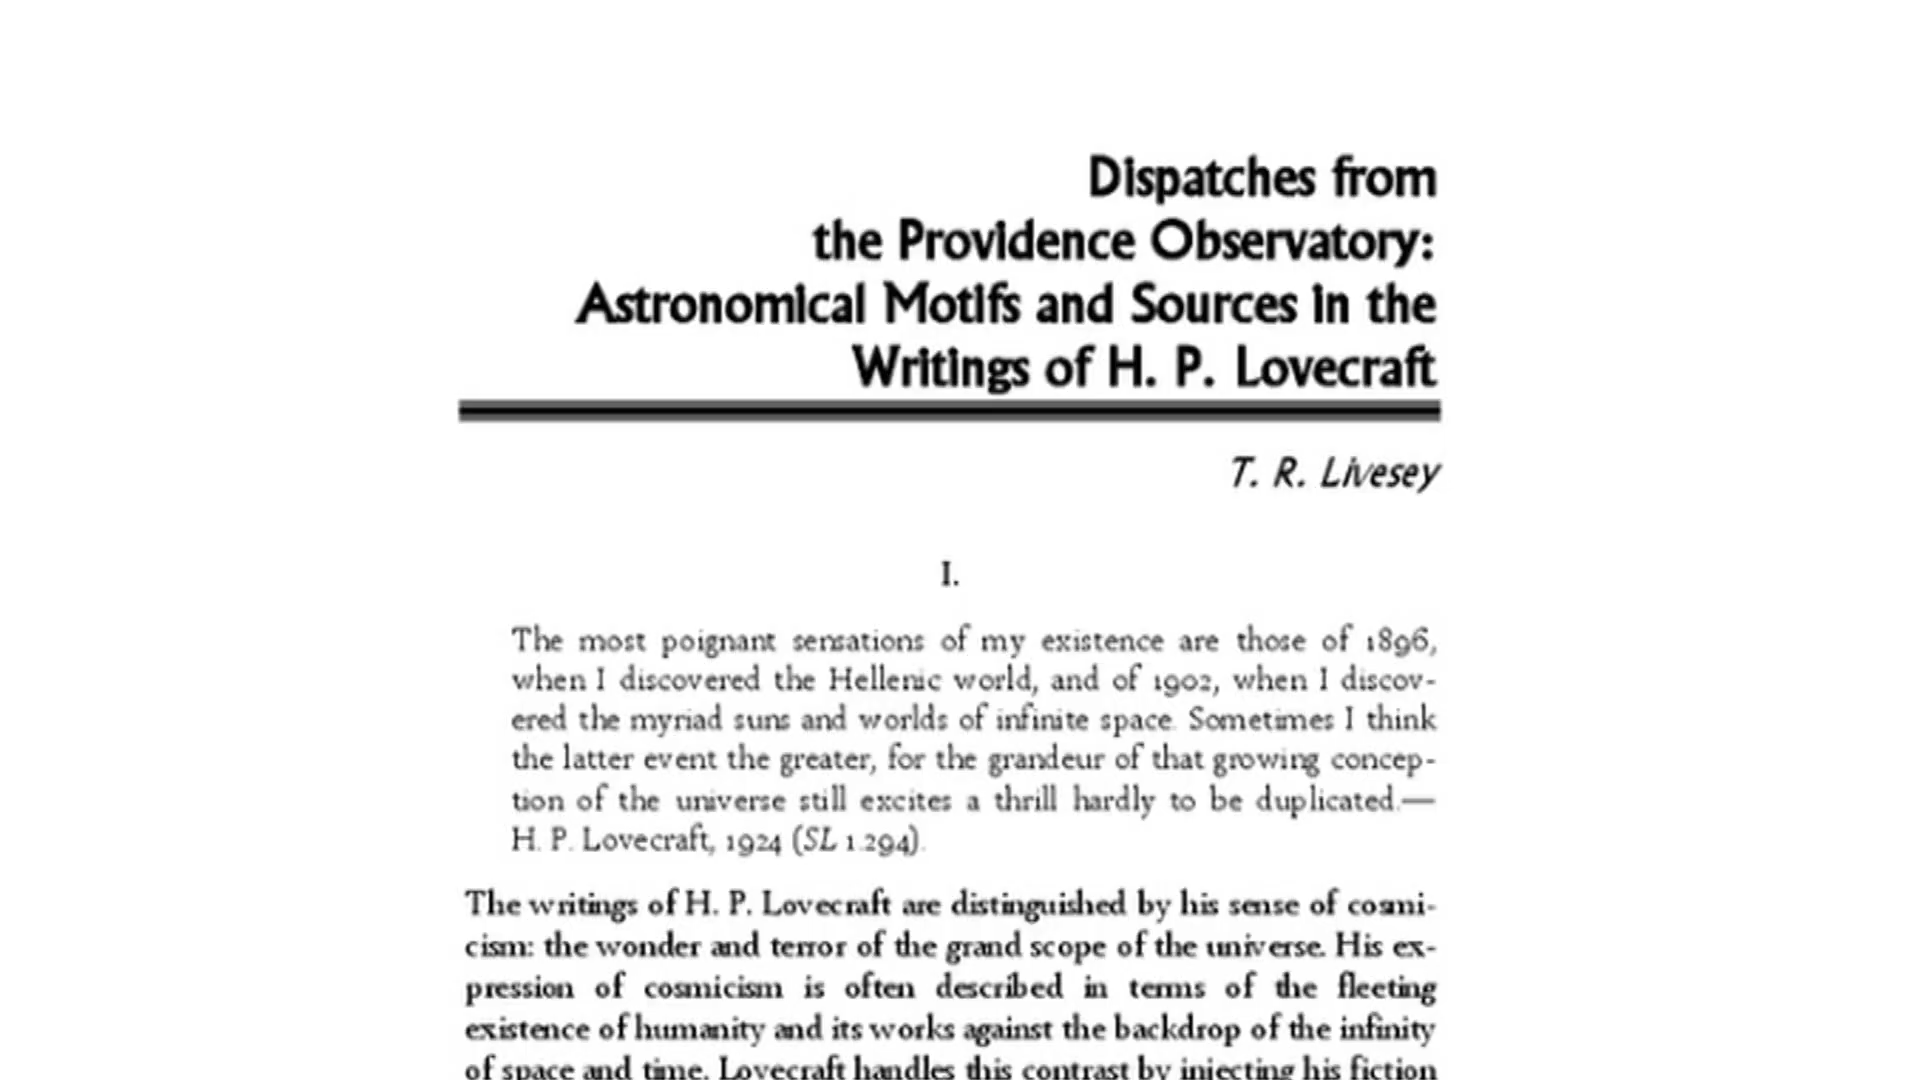 Dispatches from
the Providence Observatory:
Astronomical Motifs and Sources in the
Writings of H. P. Lovecraft
T. R. Livesey
I.
The most poignant sensations of my existence are those of 1896,
when I discovered the Hellenic world, and of 1902, when I discov-
ered the myriad suns and worlds of infinite space. Sometimes I think
the latter event the greater, for the grandeur of that growing concep-
tion of the universe still excites a thrill hardly to be duplicated.—
H. P. Lovecraft, 1924 (SL 1.294).
The writings of H. P. Lovecraft are distinguished by his sense of cosmi-
cism: the wonder and terror of the grand scope of the universe. His ex-
pression of cosmicism is often described in terms of the fleeting
existence of humanity and its works against the backdrop of the infinity
of space and time. Lovecraft handles this contrast by injecting his fiction